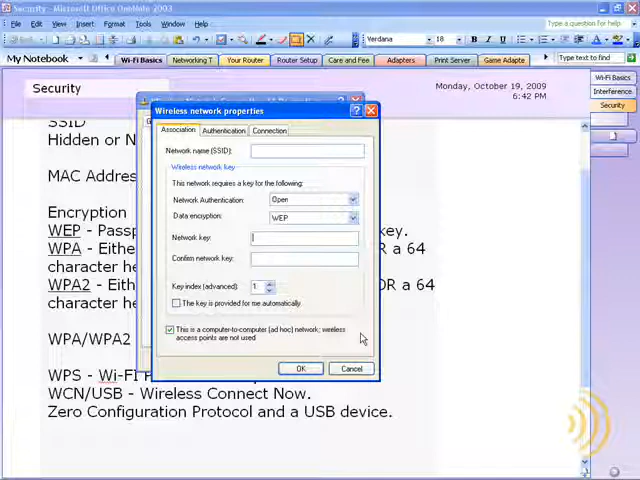 Security - Microsoft Office OneNote 2003
File Edit View Insert Format Tools Window Help
Type a question for help
Back
Verdana 18 B I U
My Notebook Wi-Fi Basics Networking T Your Router Router Setup Care and Fee Adapters Print Server Game Adapte
Type text to find
Security
Monday, October 19, 2009
6:42 PM
Wi-Fi Basics
Interference
Security
SSID
Hidden or N
MAC Addres
Encryption
WEP - Passp
key.
WPA - Eithe
R a 64
character he
WPA2 - Eith
OR a 64
character he
WPA/WPA2
WPS - Wi-Fi P
WCN/USB - Wireless Connect Now.
Zero Configuration Protocol and a USB device.
Wireless network properties
Association Authentication Connection
Network name (SSID):
Wireless network key
This network requires a key for the following:
Network Authentication: Open
Data encryption: WEP
Network key:
Confirm network key:
Key index (advanced): 1
The key is provided for me automatically
This is a computer-to-computer (ad hoc) network; wireless
access points are not used
OK Cancel